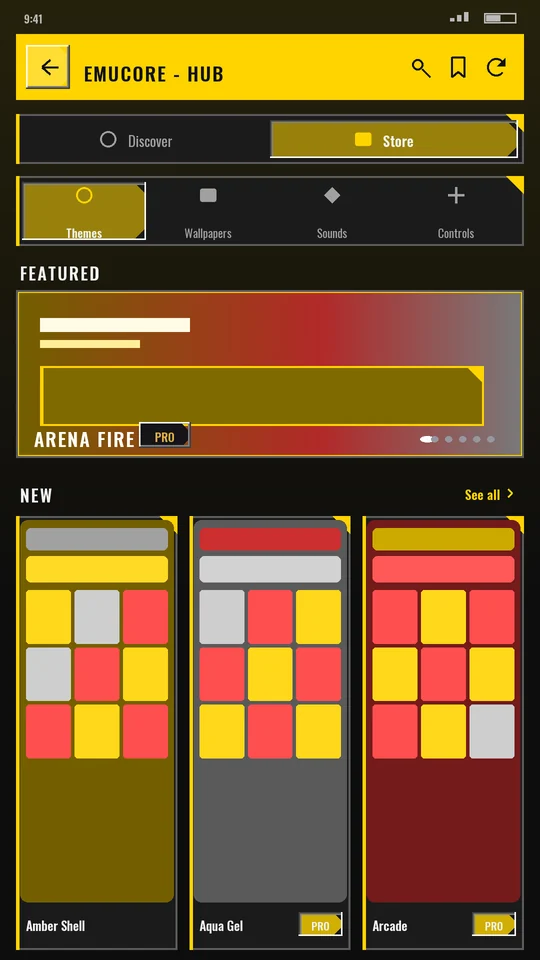 9:41
EMUCORE - HUB
Discover
Store
Themes
Wallpapers
Sounds
Controls
FEATURED
ARENA FIRE PRO
NEW
See all
Amber Shell
Aqua Gel PRO
Arcade PRO